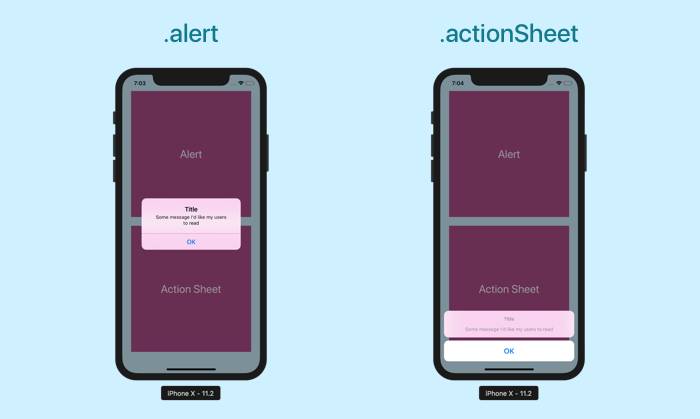 .alert
.actionSheet
7:03
Alert
Title
Some message I'd like my users
to read
OK
Action Sheet
iPhone X - 11.2
7:04
Alert
Action Sheet
Title
Some message I'd like my users to read
OK
iPhone X - 11.2